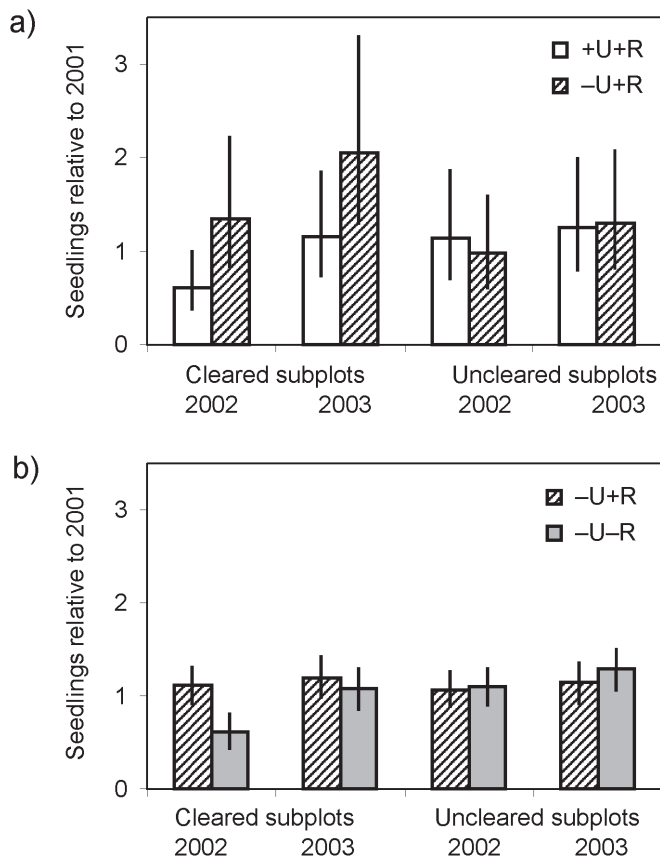 a)
Seedlings relative to 2001
3
2
1
0
+U+R
–U+R
Cleared subplots Uncleared subplots
2002 2003 2002 2003
b)
Seedlings relative to 2001
3
2
1
0
–U+R
–U–R
Cleared subplots Uncleared subplots
2002 2003 2002 2003